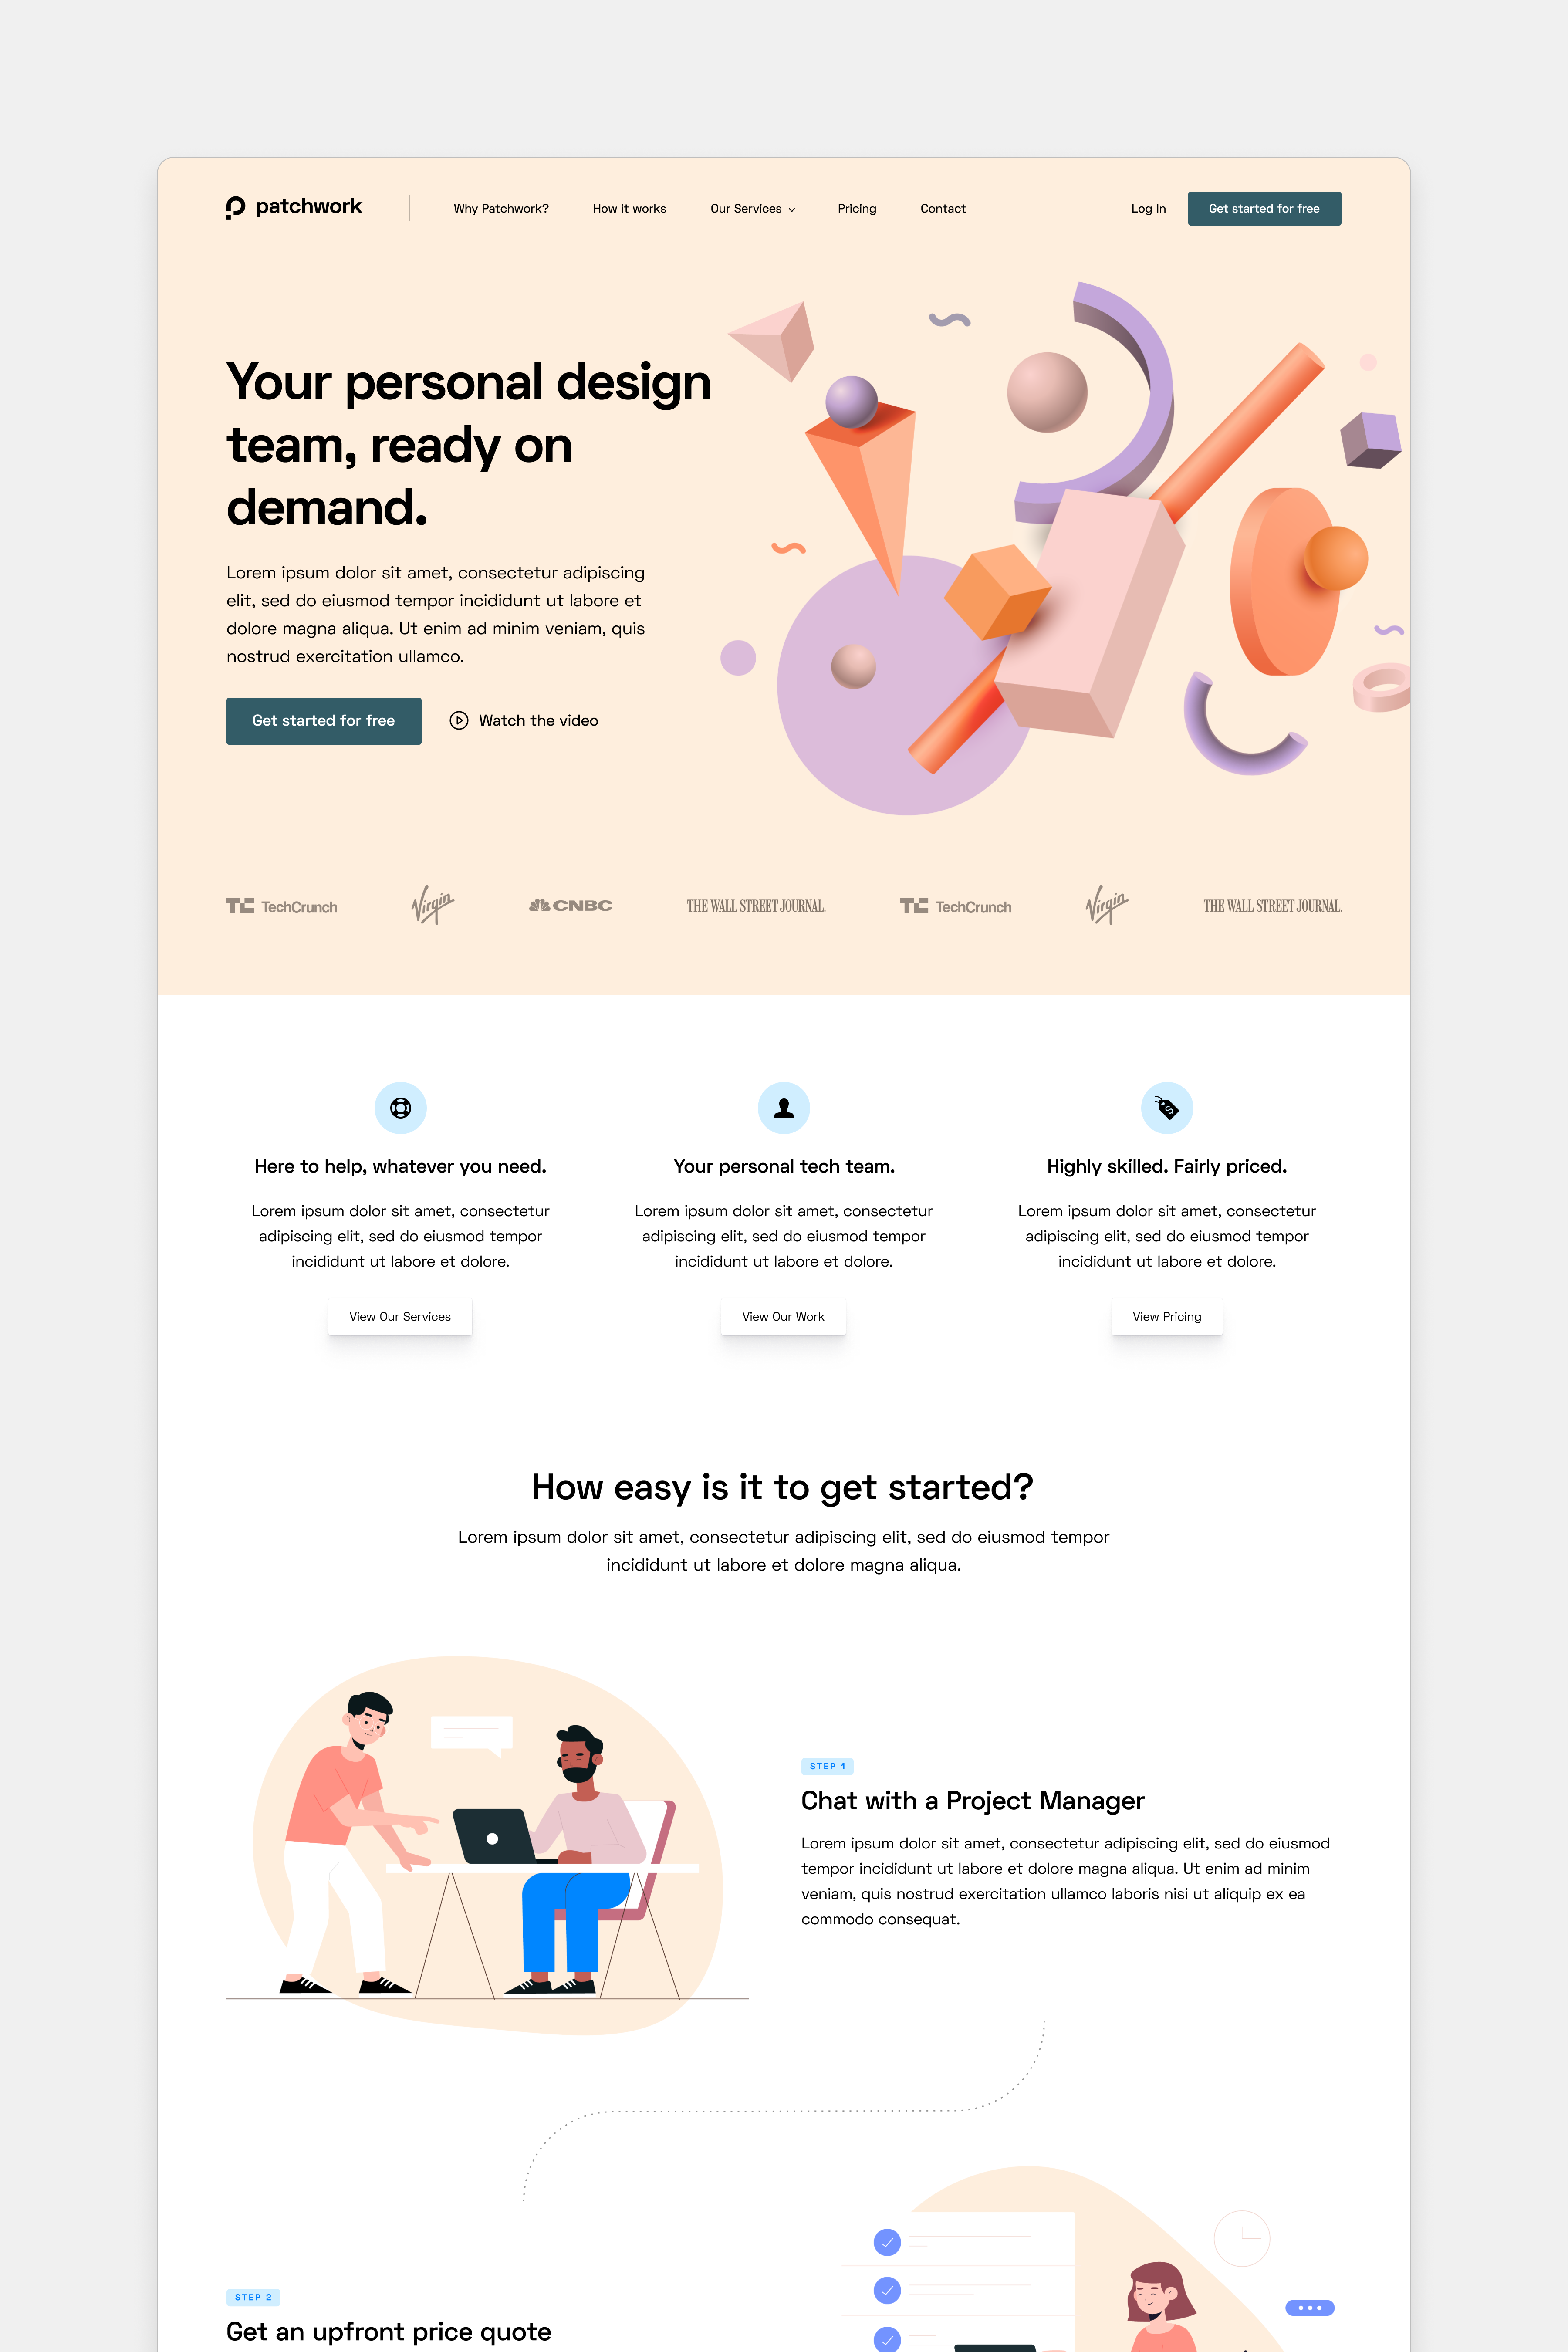 patchwork
Why Patchwork?
How it works
Our Services
Pricing
Contact
Log In
Get started for free
Your personal design
team, ready on
demand.
Lorem ipsum dolor sit amet, consectetur adipiscing
elit, sed do eiusmod tempor incididunt ut labore et
dolore magna aliqua. Ut enim ad minim veniam, quis
nostrud exercitation ullamco.
Get started for free
Watch the video
TC TechCrunch
Virgin
CNBC
THE WALL STREET JOURNAL.
TC TechCrunch
Virgin
THE WALL STREET JOURNAL.
Here to help, whatever you need.
Lorem ipsum dolor sit amet, consectetur
adipiscing elit, sed do eiusmod tempor
incididunt ut labore et dolore.
View Our Services
Your personal tech team.
Lorem ipsum dolor sit amet, consectetur
adipiscing elit, sed do eiusmod tempor
incididunt ut labore et dolore.
View Our Work
Highly skilled. Fairly priced.
Lorem ipsum dolor sit amet, consectetur
adipiscing elit, sed do eiusmod tempor
incididunt ut labore et dolore.
View Pricing
How easy is it to get started?
Lorem ipsum dolor sit amet, consectetur adipiscing elit, sed do eiusmod tempor
incididunt ut labore et dolore magna aliqua.
STEP 1
Chat with a Project Manager
Lorem ipsum dolor sit amet, consectetur adipiscing elit, sed do eiusmod
tempor incididunt ut labore et dolore magna aliqua. Ut enim ad minim
veniam, quis nostrud exercitation ullamco laboris nisi ut aliquip ex ea
commodo consequat.
STEP 2
Get an upfront price quote